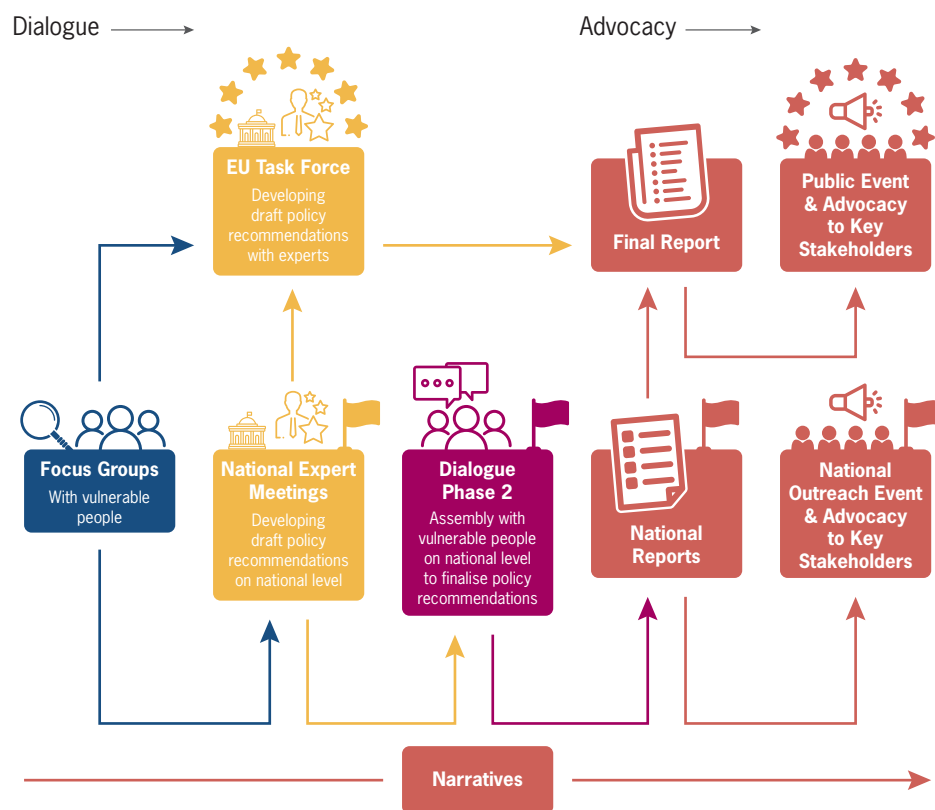 Dialogue
Advocacy
EU Task Force
Developing
draft policy
recommendations
with experts
Final Report
Public Event
& Advocacy
to Key
Stakeholders
Focus Groups
With vulnerable
people
National Expert
Meetings
Developing
draft policy
recommendations
on national level
Dialogue
Phase 2
Assembly with
vulnerable people
on national level
to finalise policy
recommendations
National
Reports
National
Outreach Event
& Advocacy
to Key
Stakeholders
Narratives